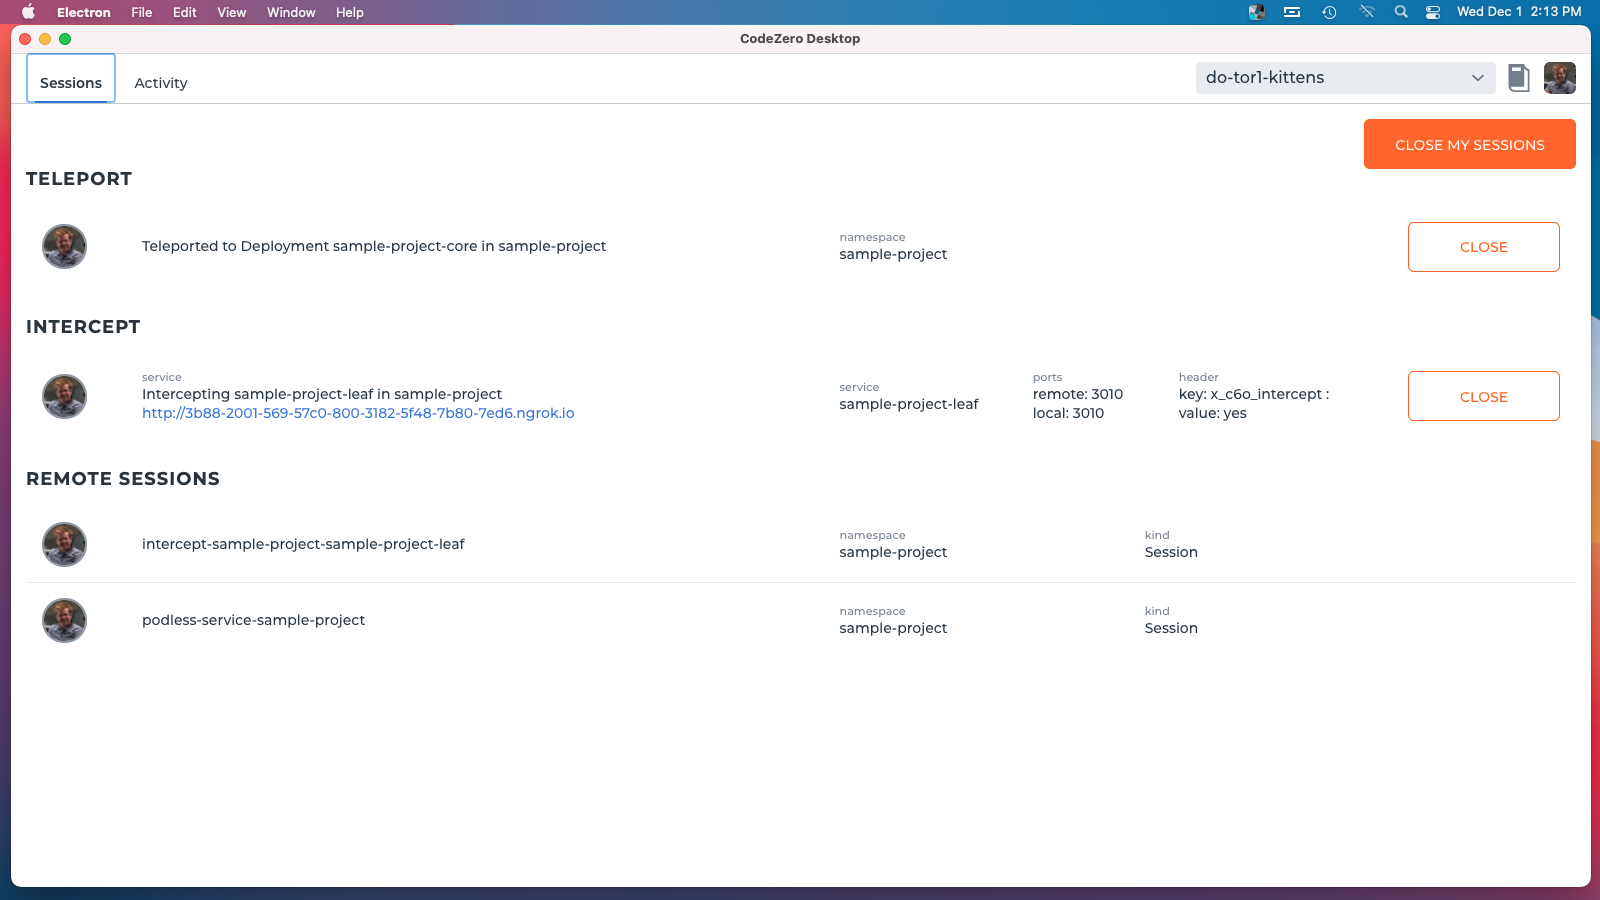 Electron File Edit View Window Help Wed Dec 1 2:13 PM
CodeZero Desktop
Sessions Activity do-tor1-kittens
CLOSE MY SESSIONS
TELEPORT
Teleported to Deployment sample-project-core in sample-project
namespace
sample-project
CLOSE
INTERCEPT
service
Intercepting sample-project-leaf in sample-project
http://3b88-2001-569-57c0-800-3182-5f48-7b80-7ed6.ngrok.io
service
sample-project-leaf
ports
remote: 3010
local: 3010
header
key: x_c6o_intercept :
value: yes
CLOSE
REMOTE SESSIONS
intercept-sample-project-sample-project-leaf
namespace
sample-project
kind
Session
podless-service-sample-project
namespace
sample-project
kind
Session